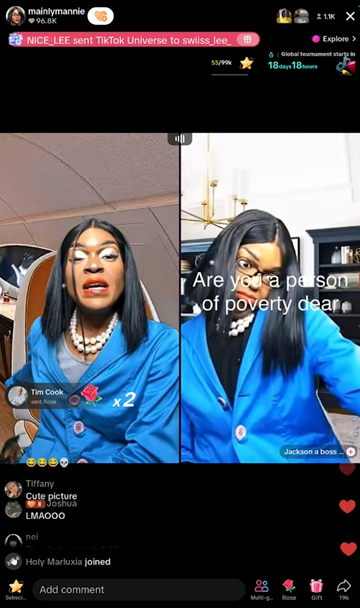 mainlymannie
96.8K
1.1K
NICE_LEE sent TikTok Universe to swiiss_lee_
Explore >
55/99k
Global tournament starts in
18days18hours
Are you a person
of poverty dear
Tim Cook
sent Rose
x2
Jackson a boss ...
😂😂😂💀
Tiffany
Cute picture
Joshua
LMAOOO
nei
Holy Marluxia joined
Subscr...
Add comment
Multi-g...
Rose
Gift
196